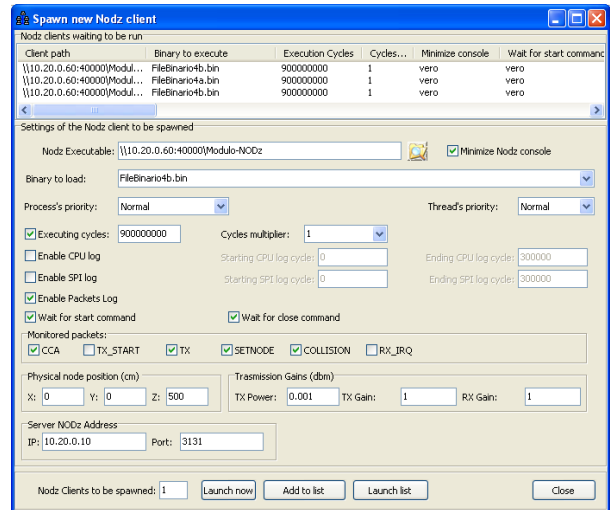 Spawn new Nodz client
Nodz clients waiting to be run
Client path Binary to execute Execution Cycles Cycles... Minimize console Wait for start command
\\10.20.0.60:40000\Modul... FileBinario4b.bin 900000000 1 vero vero
\\10.20.0.60:40000\Modul... FileBinario4a.bin 900000000 1 vero vero
\\10.20.0.60:40000\Modul... FileBinario4b.bin 900000000 1 vero vero
Settings of the Nodz client to be spawned
Nodz Executable: \\10.20.0.60:40000\Modulo-NODz Minimize Nodz console
Binary to load: FileBinario4b.bin
Process's priority: Normal Thread's priority: Normal
Executing cycles: 900000000 Cycles multiplier: 1
Enable CPU log Starting CPU log cycle: 0 Ending CPU log cycle: 300000
Enable SPI log Starting SPI log cycle: 0 Ending SPI log cycle: 300000
Enable Packets Log
Wait for start command Wait for close command
Monitored packets:
CCA TX_START TX SETNODE COLLISION RX_IRQ
Physical node position (cm) Trasmission Gains (dbm)
X: 0 Y: 0 Z: 500 TX Power: 0.001 TX Gain: 1 RX Gain: 1
Server NODz Address
IP: 10.20.0.10 Port: 3131
Nodz Clients to be spawned: 1 Launch now Add to list Launch list Close